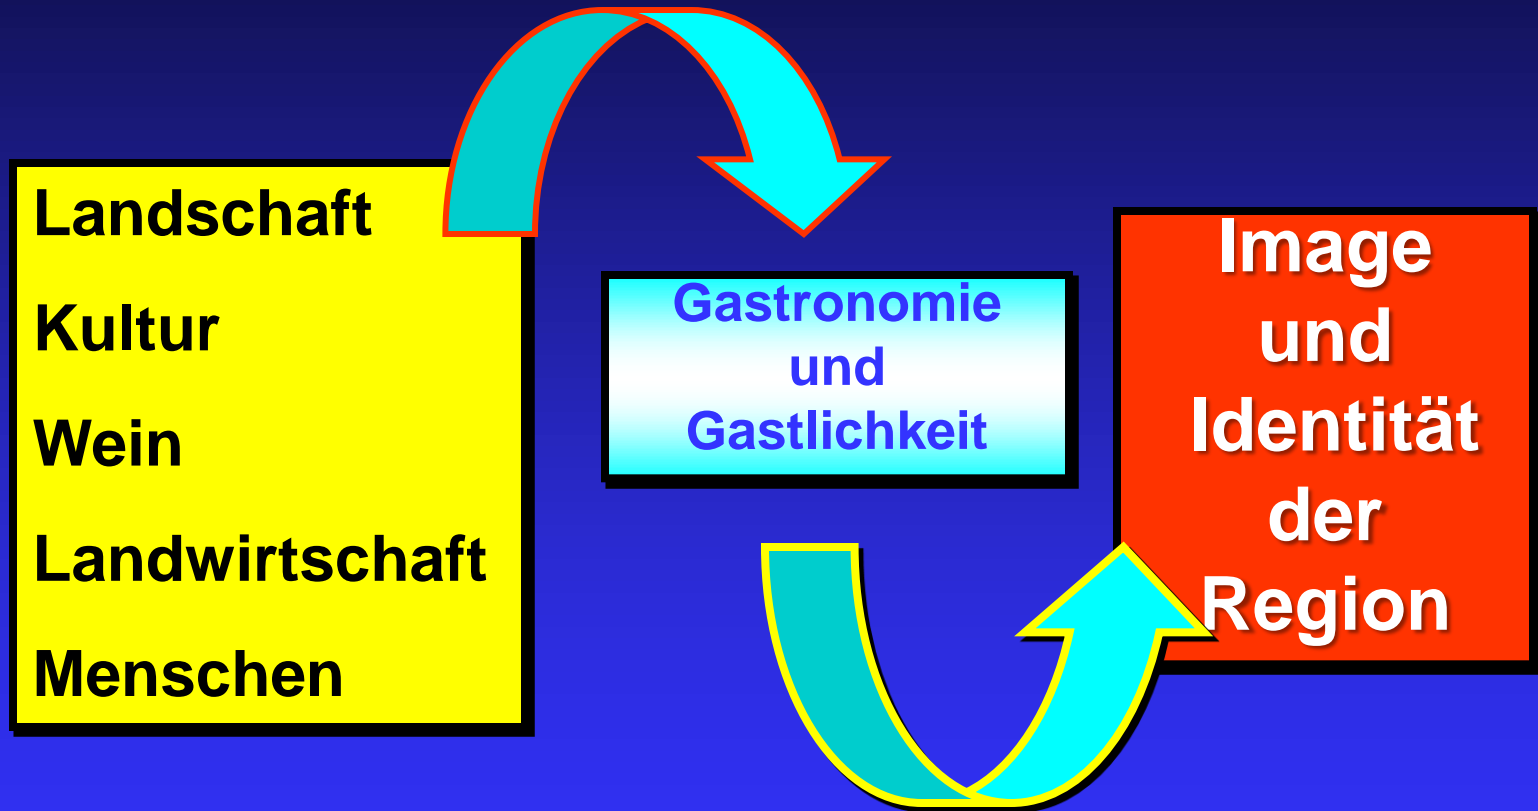 Landschaft
Kultur
Wein
Landwirtschaft
Menschen
Gastronomie
und
Gastlichkeit
Image
und
Identität
der
Region